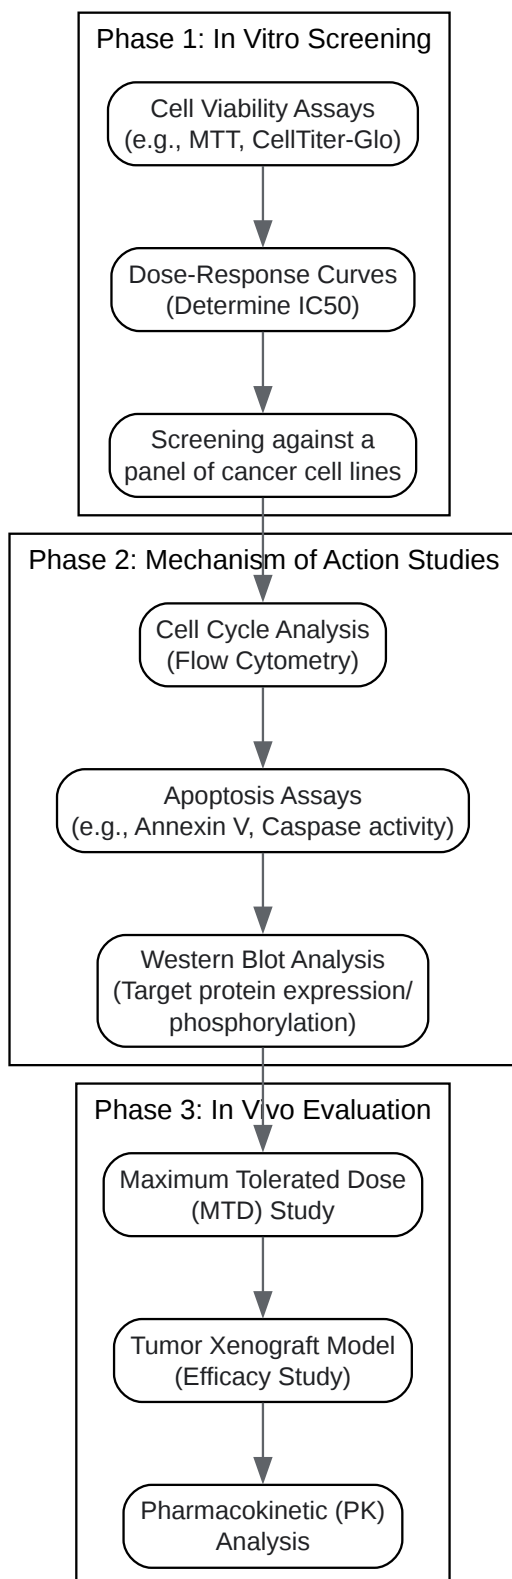 Phase 1: In Vitro Screening
Cell Viability Assays
(e.g., MTT, CellTiter-Glo)
Dose-Response Curves
(Determine IC50)
Screening against a
panel of cancer cell lines
Phase 2: Mechanism of Action Studies
Cell Cycle Analysis
(Flow Cytometry)
Apoptosis Assays
(e.g., Annexin V, Caspase activity)
Western Blot Analysis
(Target protein expression/
phosphorylation)
Phase 3: In Vivo Evaluation
Maximum Tolerated Dose
(MTD) Study
Tumor Xenograft Model
(Efficacy Study)
Pharmacokinetic (PK)
Analysis